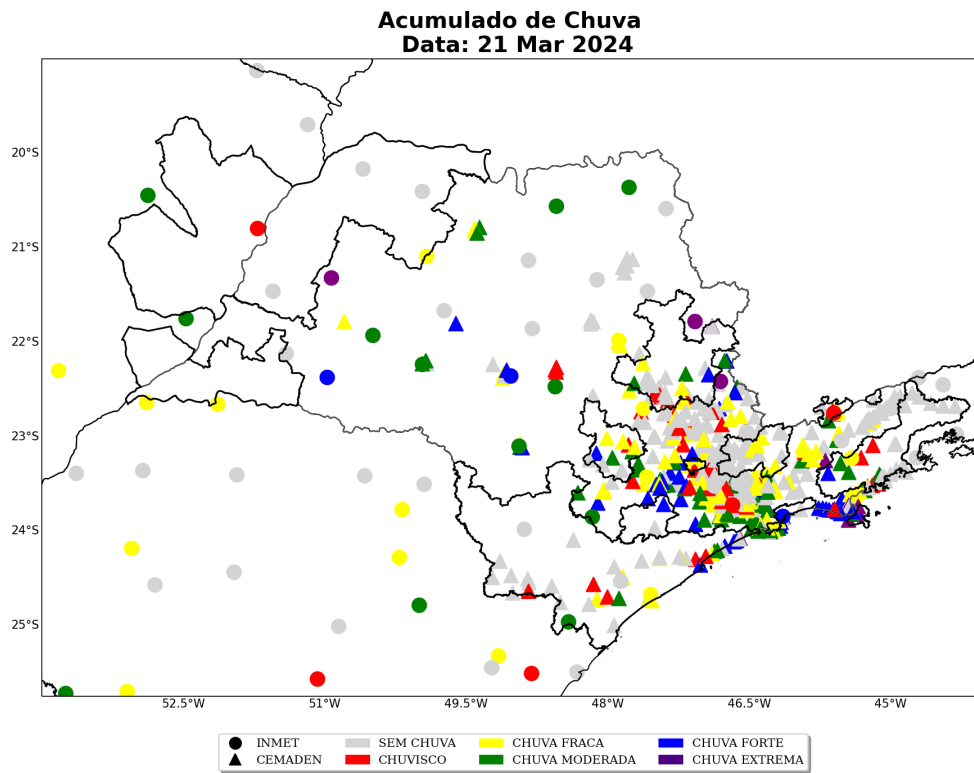 Acumulado de Chuva
Data: 21 Mar 2024
20°S
21°S
22°S
23°S
24°S
25°S
52.5°W 51°W 49.5°W 48°W 46.5°W 45°W
INMET SEM CHUVA CHUVA FRACA CHUVA FORTE
CEMADEN CHUVISCO CHUVA MODERADA CHUVA EXTREMA